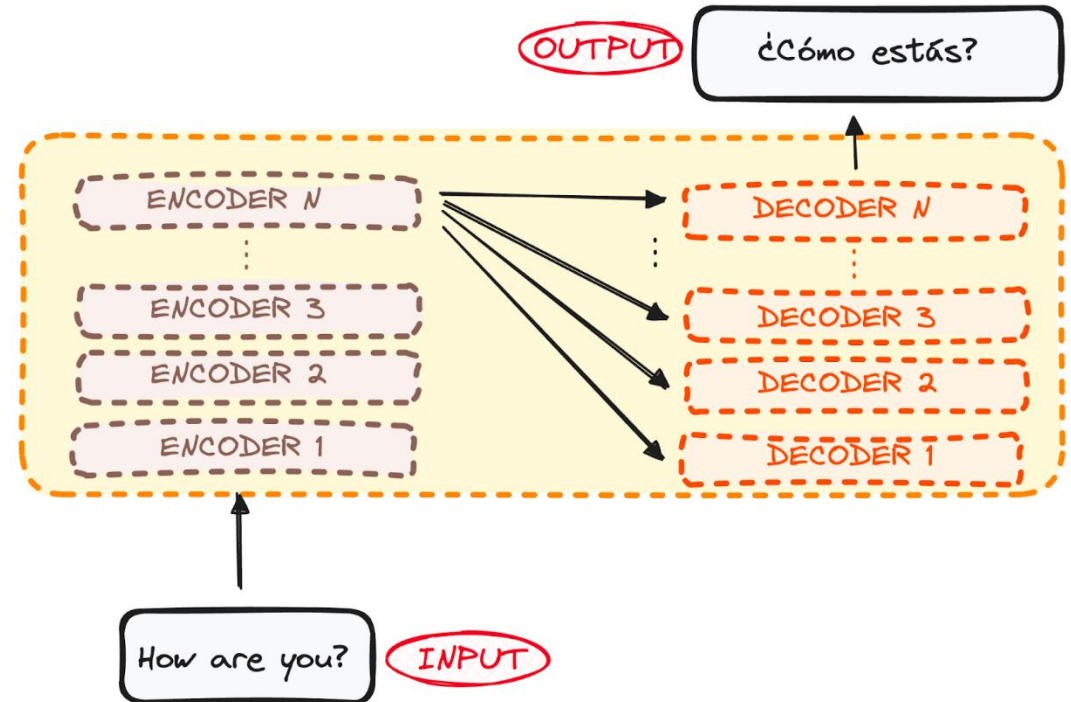 OUTPUT
¿Cómo estás?
ENCODER N
DECODER N
ENCODER 3
DECODER 3
ENCODER 2
DECODER 2
ENCODER 1
DECODER 1
How are you?
INPUT